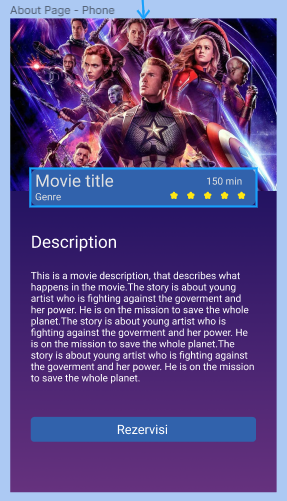 About Page - Phone
Movie title
150 min
Genre
Description
This is a movie description, that describes what
happens in the movie.The story is about young
artist who is fighting against the goverment and
her power. He is on the mission to save the whole
planet.The story is about young artist who is
fighting against the goverment and her power. He
is on the mission to save the whole planet.The
story is about young artist who is fighting against
the goverment and her power. He is on the mission
to save the whole planet.
Rezervisi